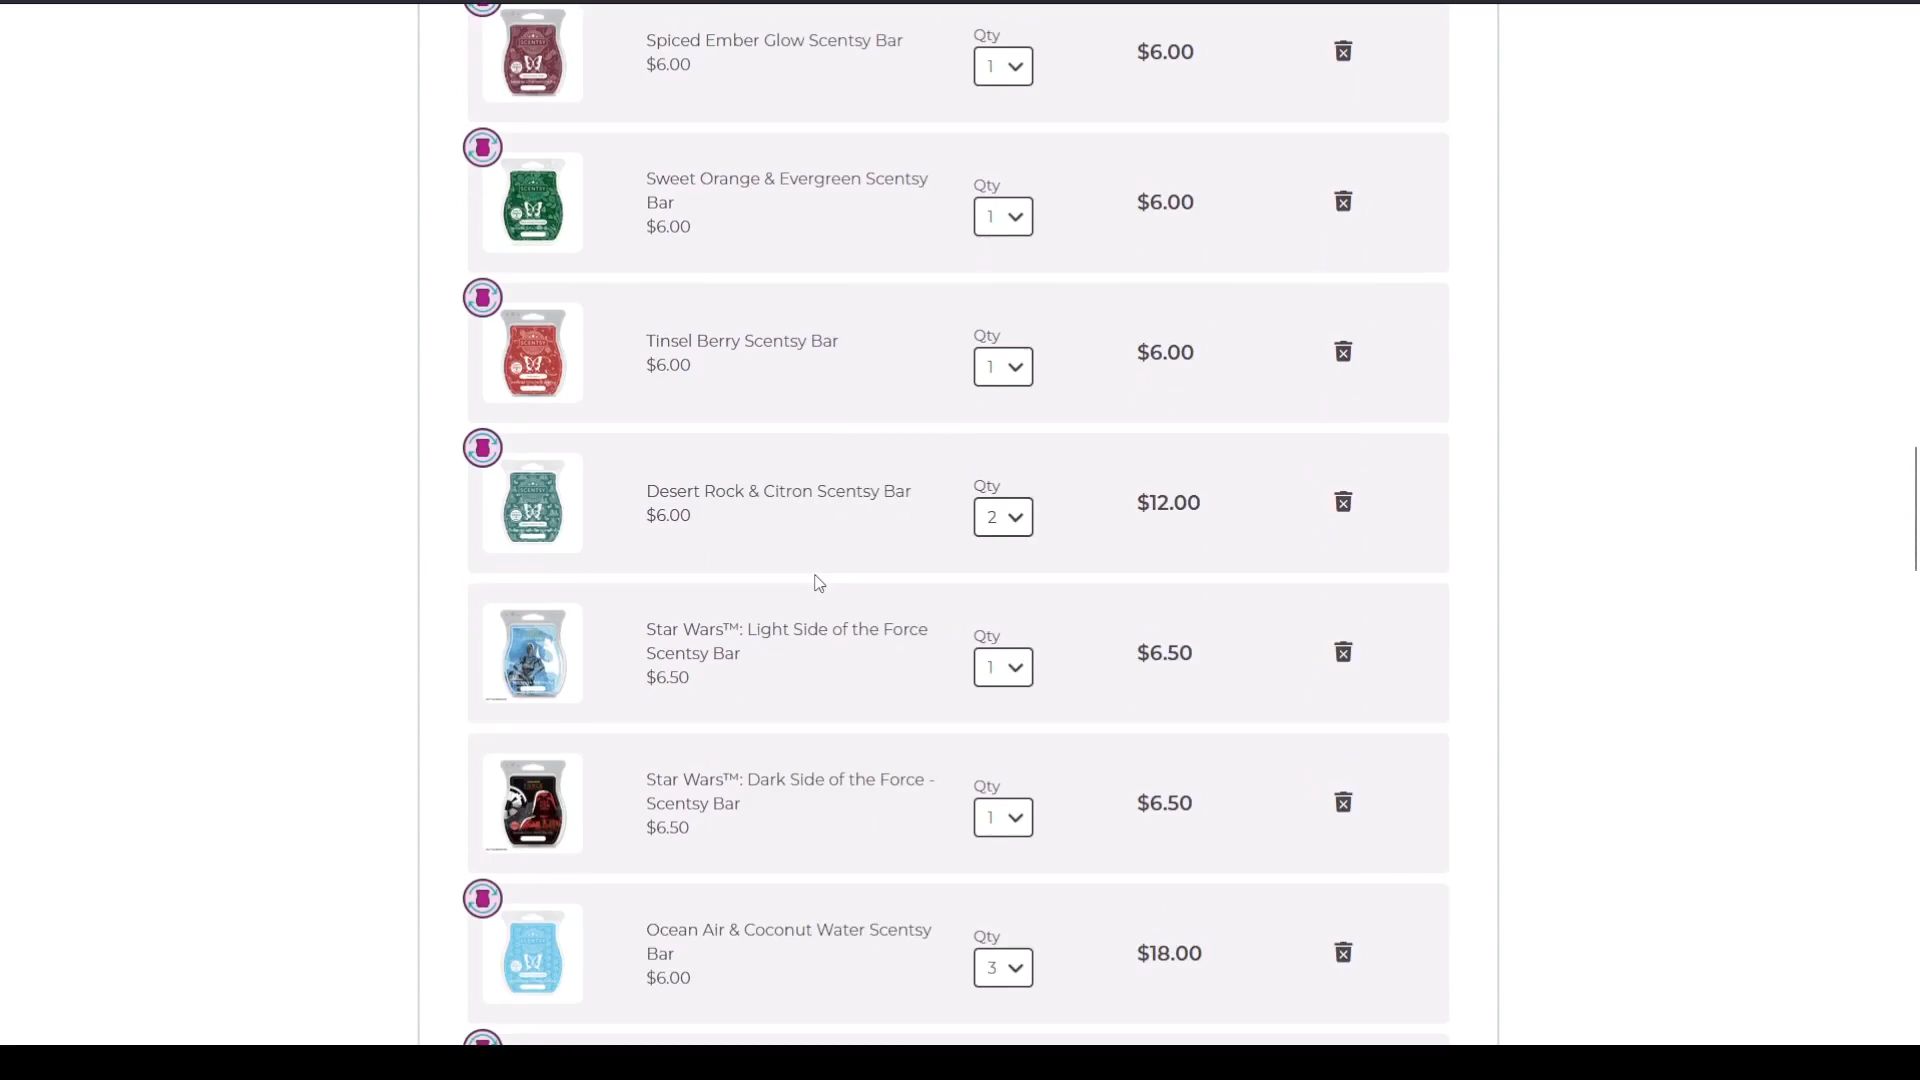 Spiced Ember Glow Scentsy Bar
$6.00
Qty
1
$6.00
SCENTSY
Sweet Orange & Evergreen Scentsy
Bar
$6.00
Qty
1
$6.00
SCENTSY
Tinsel Berry Scentsy Bar
$6.00
Qty
1
$6.00
SCENTSY
Desert Rock & Citron Scentsy Bar
$6.00
Qty
2
$12.00
SCENTSY
Star Wars™: Light Side of the Force
Scentsy Bar
$6.50
Qty
1
$6.50
Star Wars™: Dark Side of the Force -
Scentsy Bar
$6.50
Qty
1
$6.50
Ocean Air & Coconut Water Scentsy
Bar
$6.00
Qty
3
$18.00